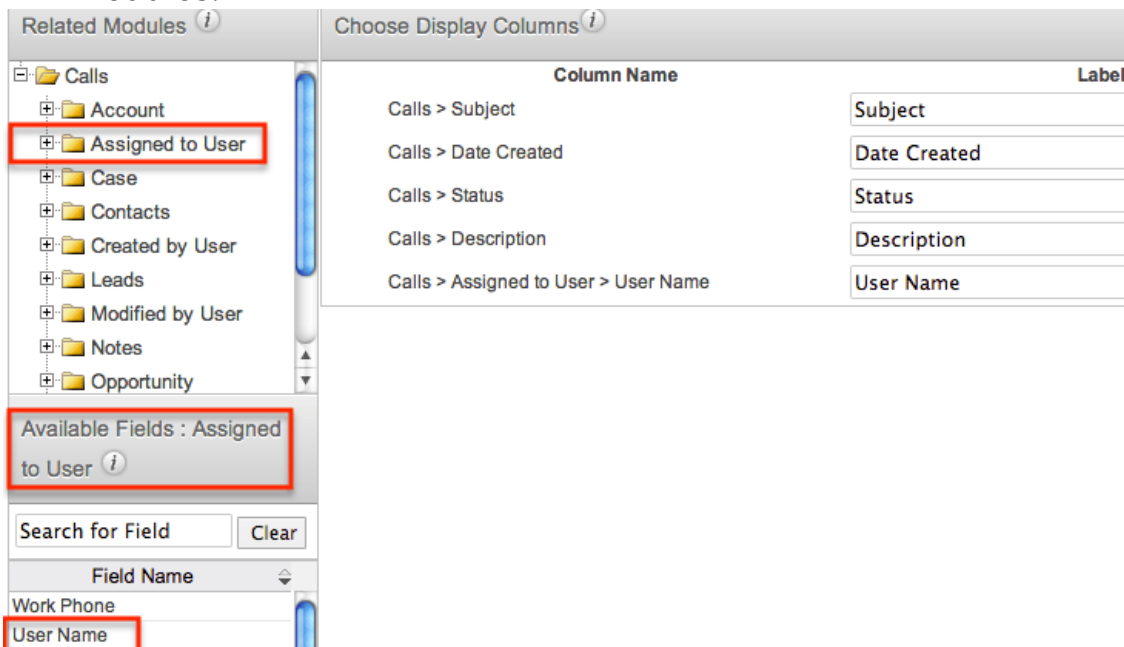 Related Modules i
Choose Display Columns i
Calls
Account
Assigned to User
Case
Contacts
Created by User
Leads
Modified by User
Notes
Opportunity
Column Name Label
Calls > Subject Subject
Calls > Date Created Date Created
Calls > Status Status
Calls > Description Description
Calls > Assigned to User > User Name User Name
Available Fields : Assigned
to User i
Search for Field Clear
Field Name
Work Phone
User Name